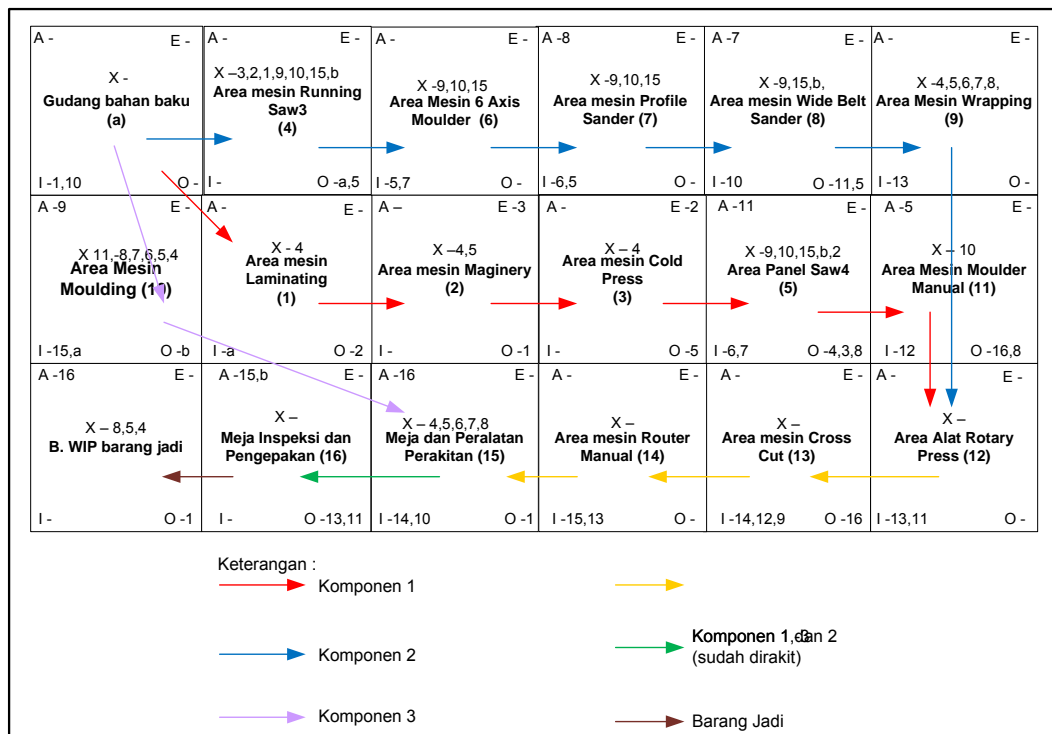 A -
E -
X -
Gudang bahan baku
(a)
I -1,10
O -
A -
E -
X –3,2,1,9,10,15,b
Area mesin Running
Saw3
(4)
I -
O -a,5
A -
E -
X -9,10,15
Area Mesin 6 Axis
Moulder (6)
I -5,7
O -
A -8
E -
X -9,10,15
Area mesin Profile
Sander (7)
I -6,5
O -
A -7
E -
X -9,15,b,
Area mesin Wide Belt
Sander (8)
I -10
O -11,5
A -
E -
X -4,5,6,7,8,
Area Mesin Wrapping
(9)
I -13
O -
A -9
E -
X 11,-8,7,6,5,4
Area Mesin
Moulding (10)
I -15,a
O -b
A -
E -
X - 4
Area mesin
Laminating
(1)
I -a
O -2
A –
E -3
X –4,5
Area mesin Maginery
(2)
I -
O -1
A -
E -2
X – 4
Area mesin Cold
Press
(3)
I -
O -5
A -11
E -
X -9,10,15,b,2
Area Panel Saw4
(5)
I -6,7
O -4,3,8
A -5
E -
X – 10
Area Mesin Moulder
Manual (11)
I -12
O -16,8
A -16
E -
X – 8,5,4
B. WIP barang jadi
I -
O -1
A -15,b
E -
X –
Meja Inspeksi dan
Pengepakan (16)
I -
O -13,11
A -16
E -
X – 4,5,6,7,8
Meja dan Peralatan
Perakitan (15)
I -14,10
O -1
A -
E -
X –
Area mesin Router
Manual (14)
I -15,13
O -
A -
E -
X –
Area mesin Cross
Cut (13)
I -14,12,9
O -16
A -
E -
X –
Area Alat Rotary
Press (12)
I -13,11
O -
Keterangan :
Komponen 1
Komponen 2
Komponen 3
Komponen 1, dan 2
(sudah dirakit)
Barang Jadi